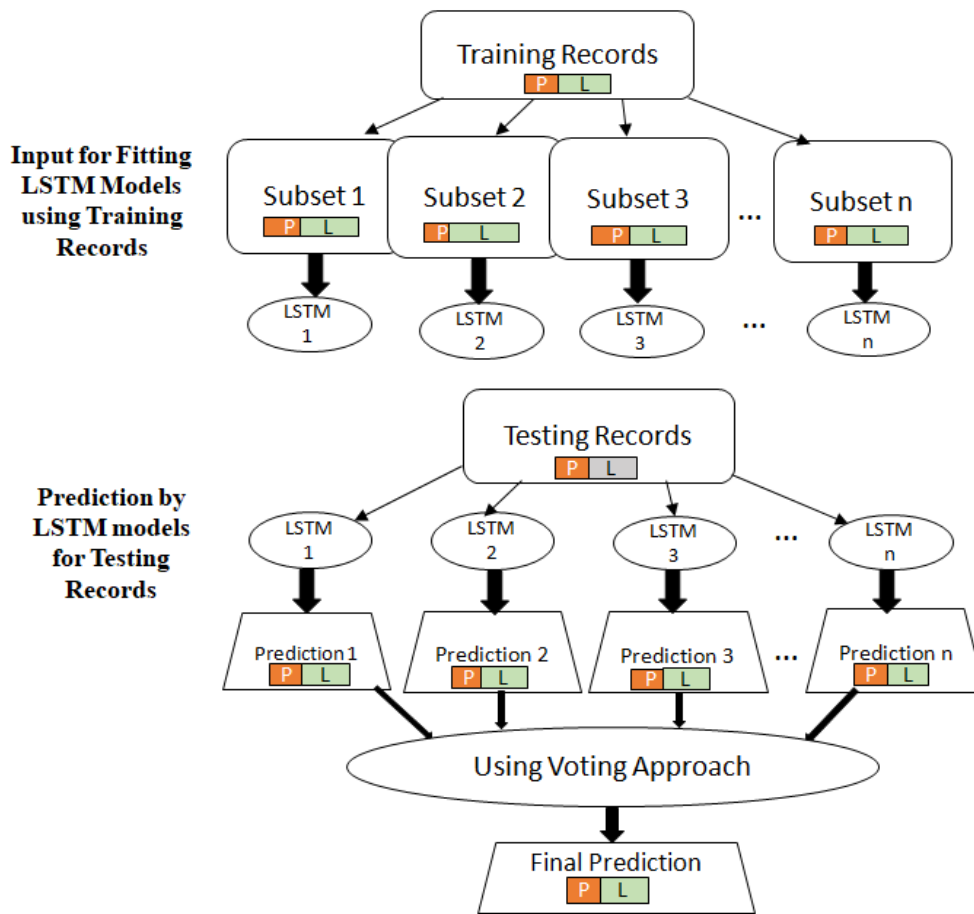 Training Records
P L
Input for Fitting
LSTM Models
using Training
Records
Subset 1
P L
Subset 2
P L
Subset 3
P L
...
Subset n
P L
LSTM
1
LSTM
2
LSTM
3
...
LSTM
n
Testing Records
P L
Prediction by
LSTM models
for Testing
Records
LSTM
1
LSTM
2
LSTM
3
...
LSTM
n
Prediction 1
P L
Prediction 2
P L
Prediction 3
P L
...
Prediction n
P L
Using Voting Approach
Final Prediction
P L